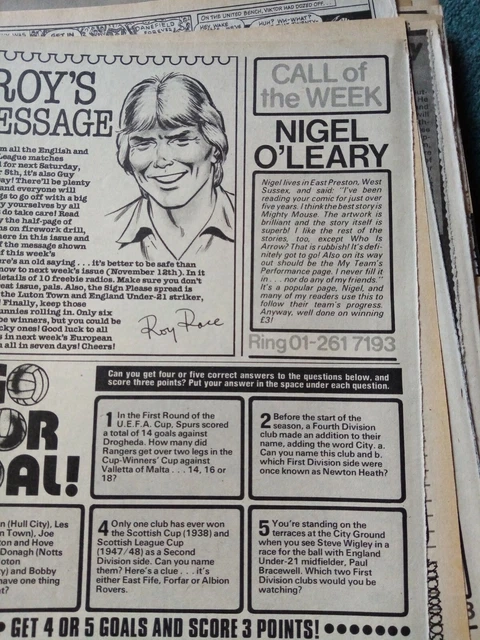 ON THE UNITED BENCH, VIKTOR HAD DOZED OFF...
ROY'S
ESSAGE
m all the English and
League matches
l for next Saturday,
r 5th, it's also Guy
ay! There'll be plenty
and everyone will
gs to go off with a big
y yourselves by all
do take care! Read
y the half-page of
ns on firework drill,
here in this issue and
f the message shown
f this week's
ere's an old saying . . . it's better to be safe than
now to next week's issue (November 12th). In it
details of 10 freebie radios. Make sure you don't
eat issue, pals. Also, the Sign Please spread is
the Luton Town and England Under-21 striker,
! Finally, keep those
unnies rolling in. Only six
be winners, but you could be
cky ones! Good luck to all
s in next week's European
n all in seven days! Cheers!
Roy Race
CALL of
the WEEK
NIGEL
O'LEARY
Nigel lives in East Preston, West
Sussex, and said: "I've been
reading your comic for just over
five years. I think the best story is
Mighty Mouse. The artwork is
brilliant and the story itself is
superb! I like the rest of the
stories, too, except Who Is
Arrow? That is rubbish! It's defi-
nitely got to go! Also on its way
out should be the My Team's
Performance page. I never fill it
in . . . nor do any of my friends."
It's a popular page, Nigel, and
many of my readers use this to
follow their team's progress.
Anyway, well done on winning
£3!
Ring 01-261 7193
GO
OR
OAL!
Can you get four or five correct answers to the questions below, and
score three points? Put your answer in the space under each question.
1 In the First Round of the
U.E.F.A. Cup, Spurs scored
a total of 14 goals against
Drogheda. How many did
Rangers get over two legs in the
Cup-Winners' Cup against
Valletta of Malta . . . 14, 16 or
18?
2 Before the start of the
season, a Fourth Division
club made an addition to their
name, adding the word City. a.
Can you name this club and b.
which First Division side were
once known as Newton Heath?
n (Hull City), Les
n Town), Joe
ton and Hove
Donagh (Notts
oton
y) and Bobby
have one thing
t?
4 Only one club has ever won
the Scottish Cup (1938) and
Scottish League Cup
(1947/48) as a Second
Division side. Can you name
them? Here's a clue . . . it's
either East Fife, Forfar or Albion
Rovers.
5 You're standing on the
terraces at the City Ground
when you see Steve Wigley in a
race for the ball with England
Under-21 midfielder, Paul
Bracewell. Which two First
Division clubs would you be
watching?
• GET 4 OR 5 GOALS AND SCORE 3 POINTS! •••••••